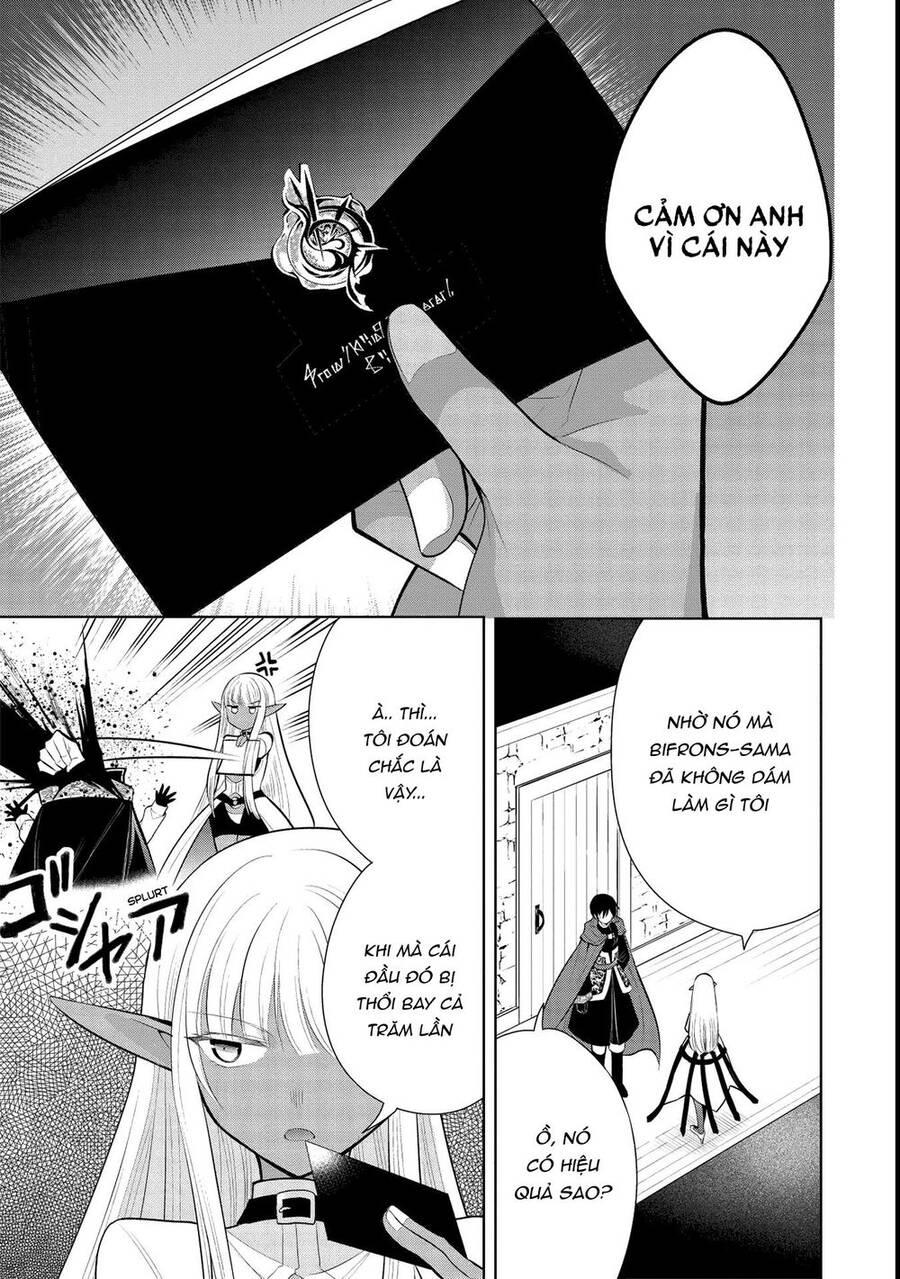 CẢM ƠN ANH
VÌ CÁI NÀY
NHỜ NÓ MÀ
BIFRONS-SAMA
ĐÃ KHÔNG DÁM
LÀM GÌ TÔI
Ồ, NÓ
CÓ HIỆU
QUẢ SAO?
À.. THÌ...
TÔI ĐOÁN
CHẮC LÀ
VẬY...
KHI MÀ CÁI
ĐẦU ĐÓ BỊ
THỔI BAY CẢ
TRĂM LẦN
SPLURT
ゴシャア